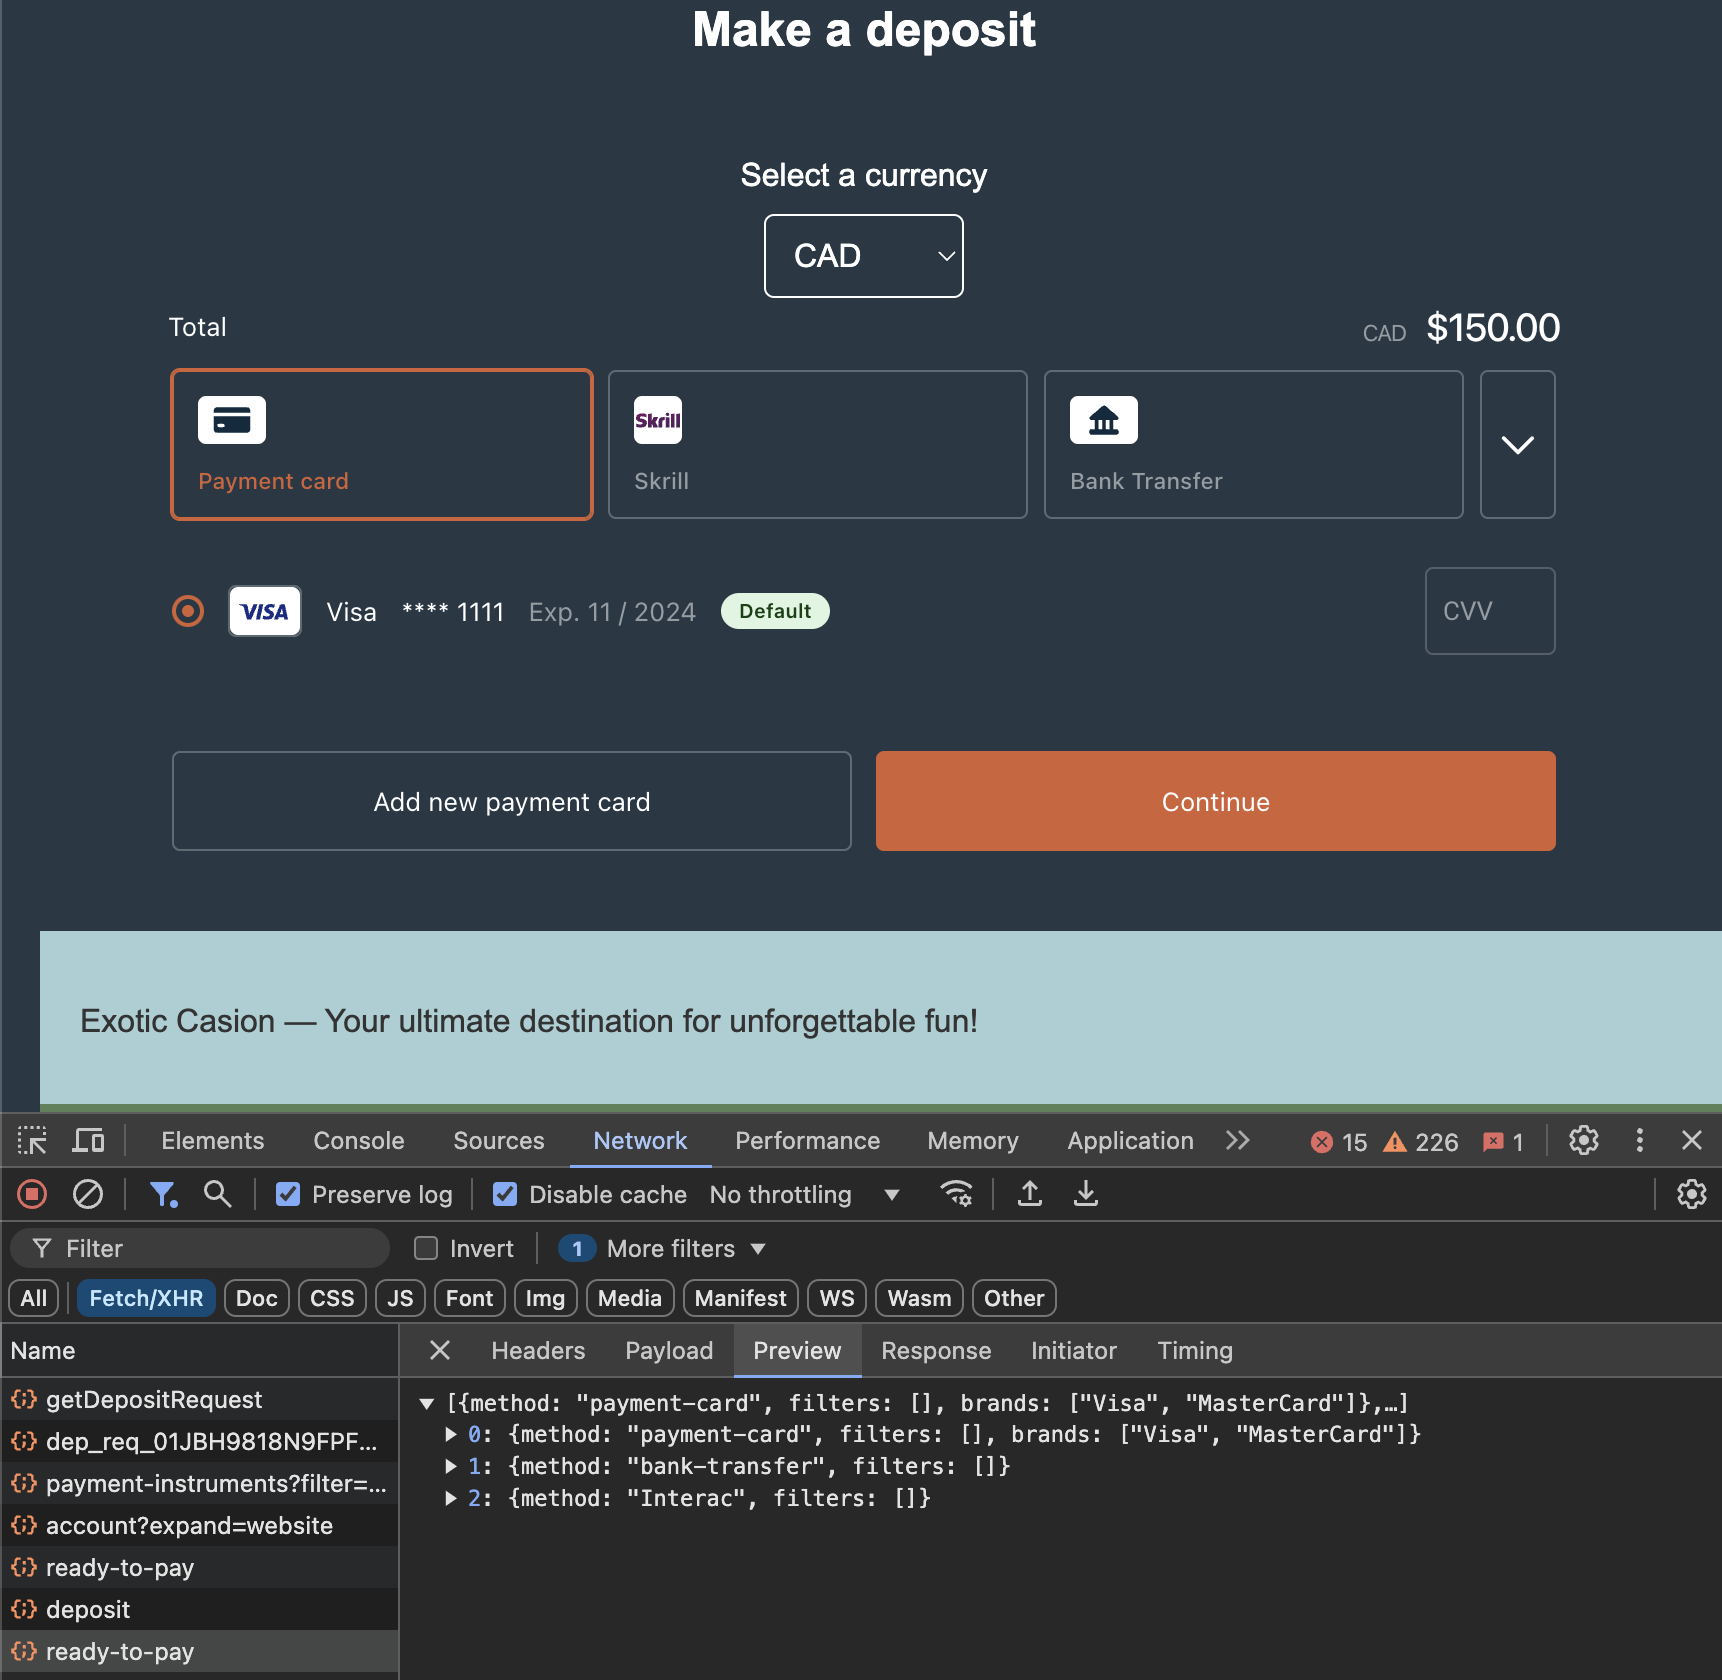 Make a deposit
Select a currency
CAD
Total
CAD $150.00
Payment card
Skrill
Skrill
Bank Transfer
VISA Visa **** 1111 Exp. 11 / 2024 Default CVV
Add new payment card
Continue
Exotic Casion — Your ultimate destination for unforgettable fun!
Elements Console Sources Network Performance Memory Application 15 226 1
Preserve log Disable cache No throttling
Filter Invert 1 More filters
All Fetch/XHR Doc CSS JS Font Img Media Manifest WS Wasm Other
Name
Headers Payload Preview Response Initiator Timing
getDepositRequest
dep_req_01JBH9818N9FPF...
payment-instruments?filter=...
account?expand=website
ready-to-pay
deposit
ready-to-pay
[{method: "payment-card", filters: [], brands: ["Visa", "MasterCard"]},…]
0: {method: "payment-card", filters: [], brands: ["Visa", "MasterCard"]}
1: {method: "bank-transfer", filters: []}
2: {method: "Interac", filters: []}